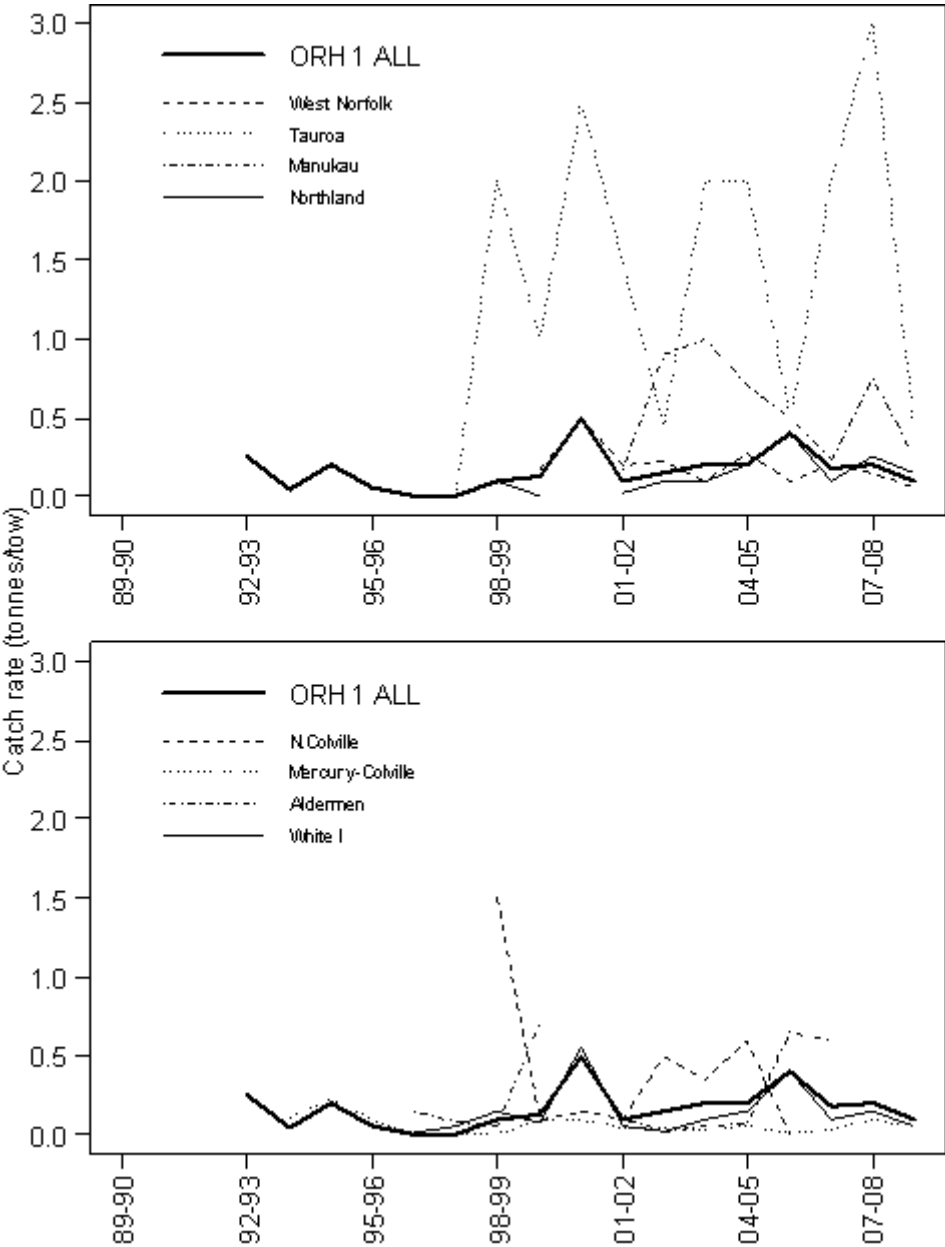 3.0
2.5
2.0
1.5
1.0
0.5
0.0
ORH 1 ALL
West Norfolk
Tauroa
Manukau
Northland
89-90
92-93
95-96
98-99
01-02
04-05
07-08
Catch rate (tonnes/tow)
3.0
2.5
2.0
1.5
1.0
0.5
0.0
ORH 1 ALL
N.Colville
Mercury-Colville
Aldermen
White I
89-90
92-93
95-96
98-99
01-02
04-05
07-08